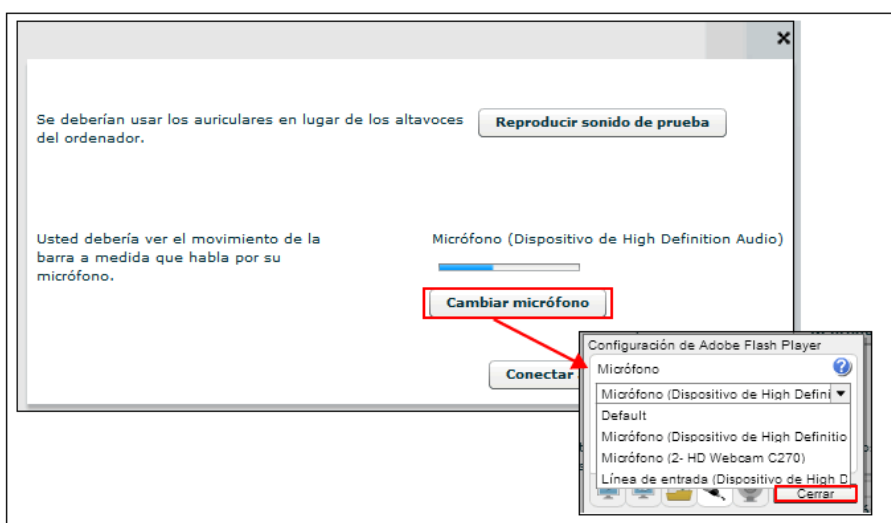 Se deberían usar los auriculares en lugar de los altavoces
del ordenador.
Reproducir sonido de prueba
Usted debería ver el movimiento de la
barra a medida que habla por su
micrófono.
Micrófono (Dispositivo de High Definition Audio)
Cambiar micrófono
Conectar
Configuración de Adobe Flash Player
Micrófono
Micrófono (Dispositivo de High Defini
Default
Micrófono (Dispositivo de High Definitio
Micrófono (2- HD Webcam C270)
Línea de entrada (Dispositivo de High D
Cerrar